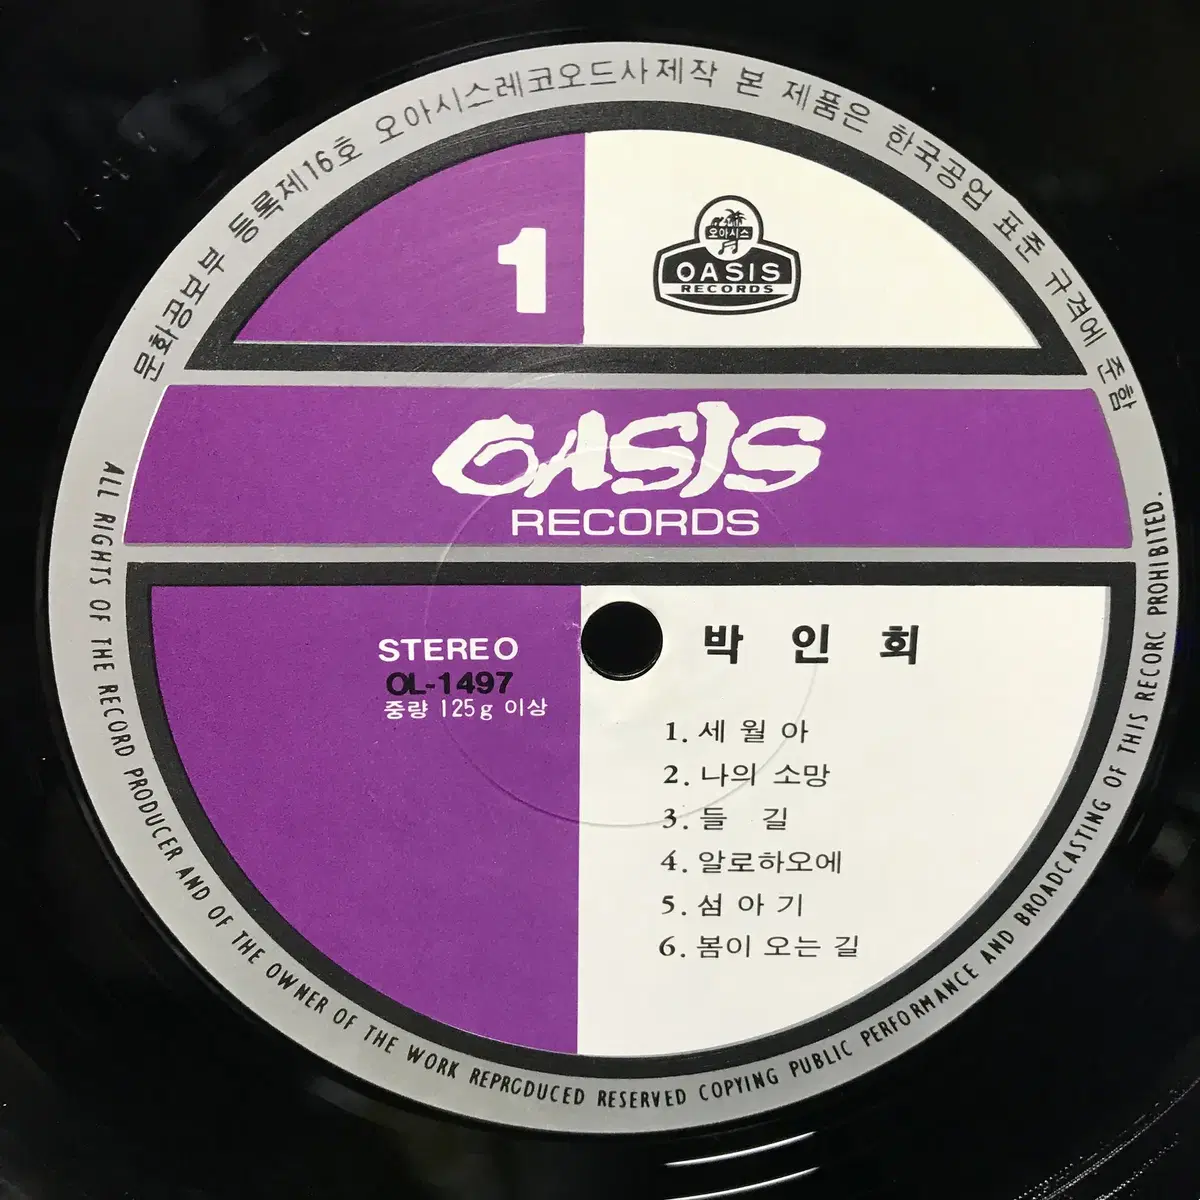 문화공보부 등록제16호 오아시스레코오드사제작 본 제품은 한국공업 표준 규격에 준함
1
오아시스
OASIS
RECORDS
OASIS
RECORDS
STEREO
OL-1497
중량 125g 이상
박 인 희
1. 세 월 아
2. 나의 소망
3. 들 길
4. 알로하오에
5. 섬 아 기
6. 봄이 오는 길
ALL RIGHTS OF THE RECORD PRODUCER AND OF THE OWNER OF THE WORK REPRCDUCED RESERVED COPYING PUBLIC PERFORMANCE AND BROADCASTING OF THIS RECORC PROHIBITED.